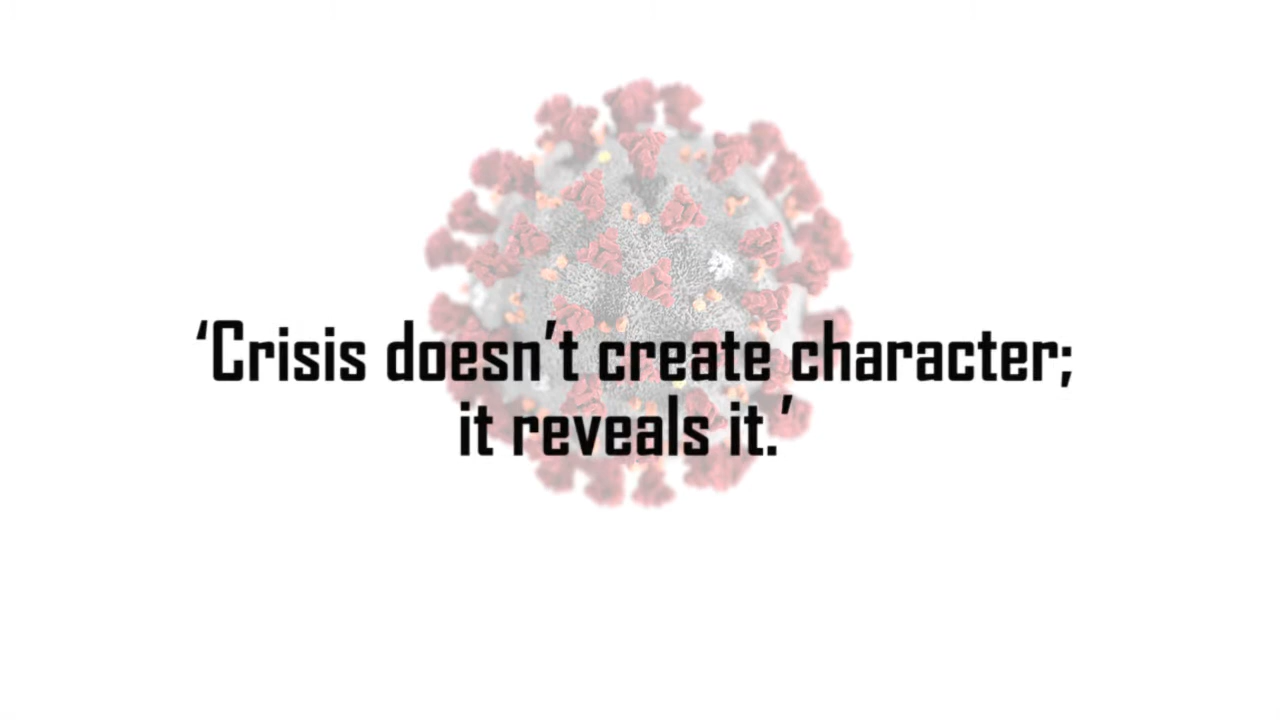 ‘Crisis doesn’t create character;
it reveals it.’